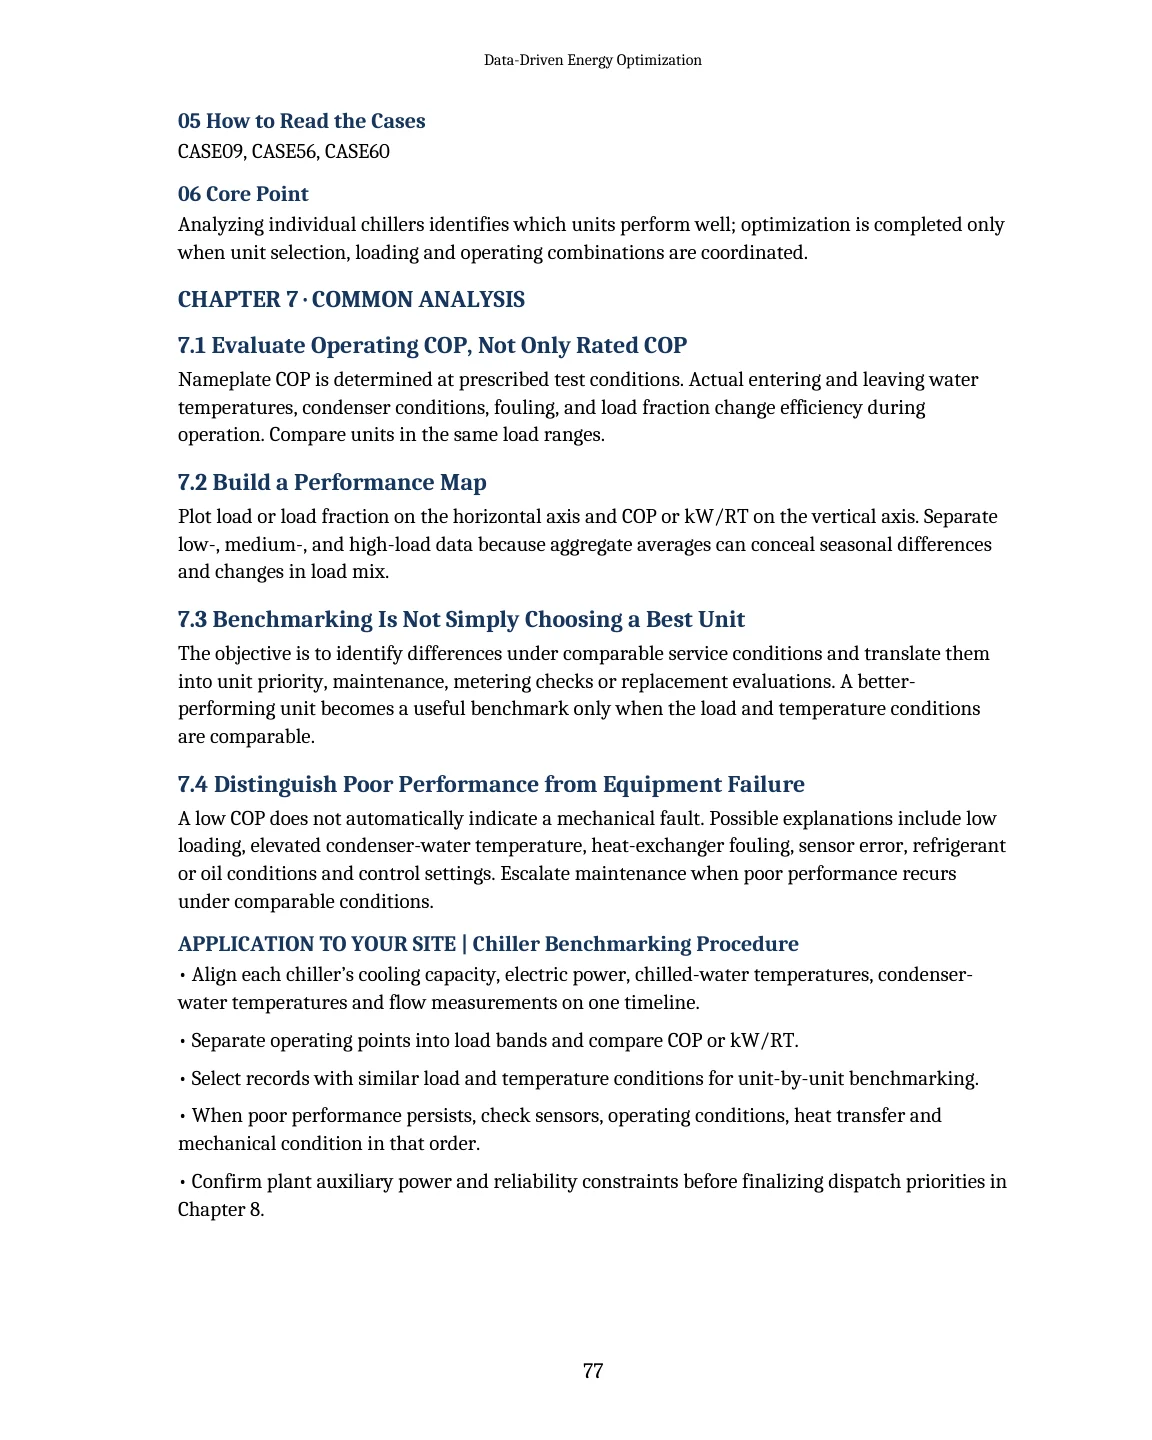 Data-Driven Energy Optimization
05 How to Read the Cases
CASE09, CASE56, CASE60
06 Core Point
Analyzing individual chillers identifies which units perform well; optimization is completed only
when unit selection, loading and operating combinations are coordinated.
CHAPTER 7 · COMMON ANALYSIS
7.1 Evaluate Operating COP, Not Only Rated COP
Nameplate COP is determined at prescribed test conditions. Actual entering and leaving water
temperatures, condenser conditions, fouling, and load fraction change efficiency during
operation. Compare units in the same load ranges.
7.2 Build a Performance Map
Plot load or load fraction on the horizontal axis and COP or kW/RT on the vertical axis. Separate
low-, medium-, and high-load data because aggregate averages can conceal seasonal differences
and changes in load mix.
7.3 Benchmarking Is Not Simply Choosing a Best Unit
The objective is to identify differences under comparable service conditions and translate them
into unit priority, maintenance, metering checks or replacement evaluations. A better-
performing unit becomes a useful benchmark only when the load and temperature conditions
are comparable.
7.4 Distinguish Poor Performance from Equipment Failure
A low COP does not automatically indicate a mechanical fault. Possible explanations include low
loading, elevated condenser-water temperature, heat-exchanger fouling, sensor error, refrigerant
or oil conditions and control settings. Escalate maintenance when poor performance recurs
under comparable conditions.
APPLICATION TO YOUR SITE | Chiller Benchmarking Procedure
• Align each chiller’s cooling capacity, electric power, chilled-water temperatures, condenser-
water temperatures and flow measurements on one timeline.
• Separate operating points into load bands and compare COP or kW/RT.
• Select records with similar load and temperature conditions for unit-by-unit benchmarking.
• When poor performance persists, check sensors, operating conditions, heat transfer and
mechanical condition in that order.
• Confirm plant auxiliary power and reliability constraints before finalizing dispatch priorities in
Chapter 8.
77